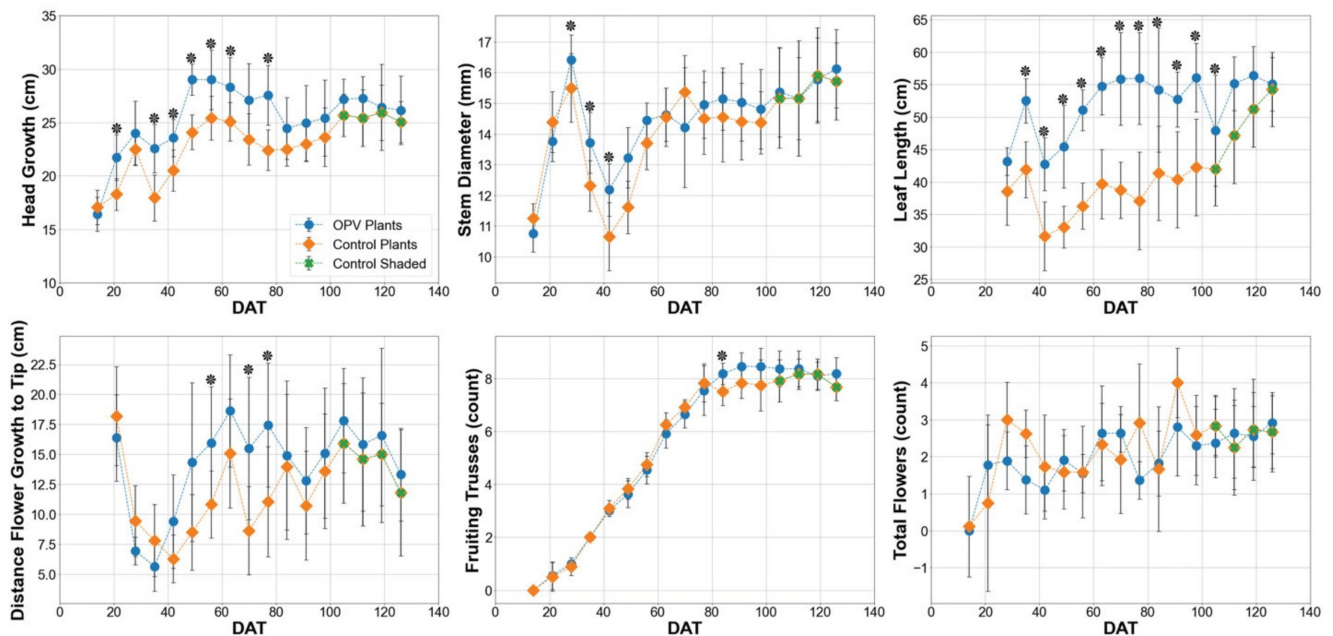 35
30
25
20
15
10
Head Growth (cm)
0 20 40 60 80 100 120 140
DAT
OPV Plants
Control Plants
Control Shaded
17
16
15
14
13
12
11
10
Stem Diameter (mm)
0 20 40 60 80 100 120 140
DAT
65
60
55
50
45
40
35
30
25
Leaf Length (cm)
0 20 40 60 80 100 120 140
DAT
22.5
20.0
17.5
15.0
12.5
10.0
7.5
5.0
Distance Flower Growth to Tip (cm)
0 20 40 60 80 100 120 140
DAT
8
6
4
2
0
Fruiting Trusses (count)
0 20 40 60 80 100 120 140
DAT
5
4
3
2
1
0
−1
Total Flowers (count)
0 20 40 60 80 100 120 140
DAT